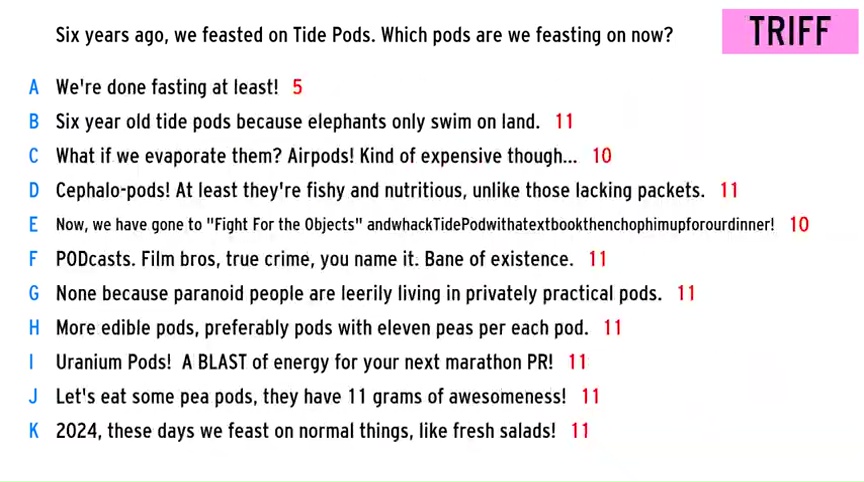 Six years ago, we feasted on Tide Pods. Which pods are we feasting on now?
TRIFF
A We're done fasting at least! 5
B Six year old tide pods because elephants only swim on land. 11
C What if we evaporate them? Airpods! Kind of expensive though... 10
D Cephalo-pods! At least they're fishy and nutritious, unlike those lacking packets. 11
E Now, we have gone to "Fight For the Objects" andwhackTidePodwithatextbookthenchophimupforourdinner! 10
F PODcasts. Film bros, true crime, you name it. Bane of existence. 11
G None because paranoid people are leerily living in privately practical pods. 11
H More edible pods, preferably pods with eleven peas per each pod. 11
I Uranium Pods! A BLAST of energy for your next marathon PR! 11
J Let's eat some pea pods, they have 11 grams of awesomeness! 11
K 2024, these days we feast on normal things, like fresh salads! 11